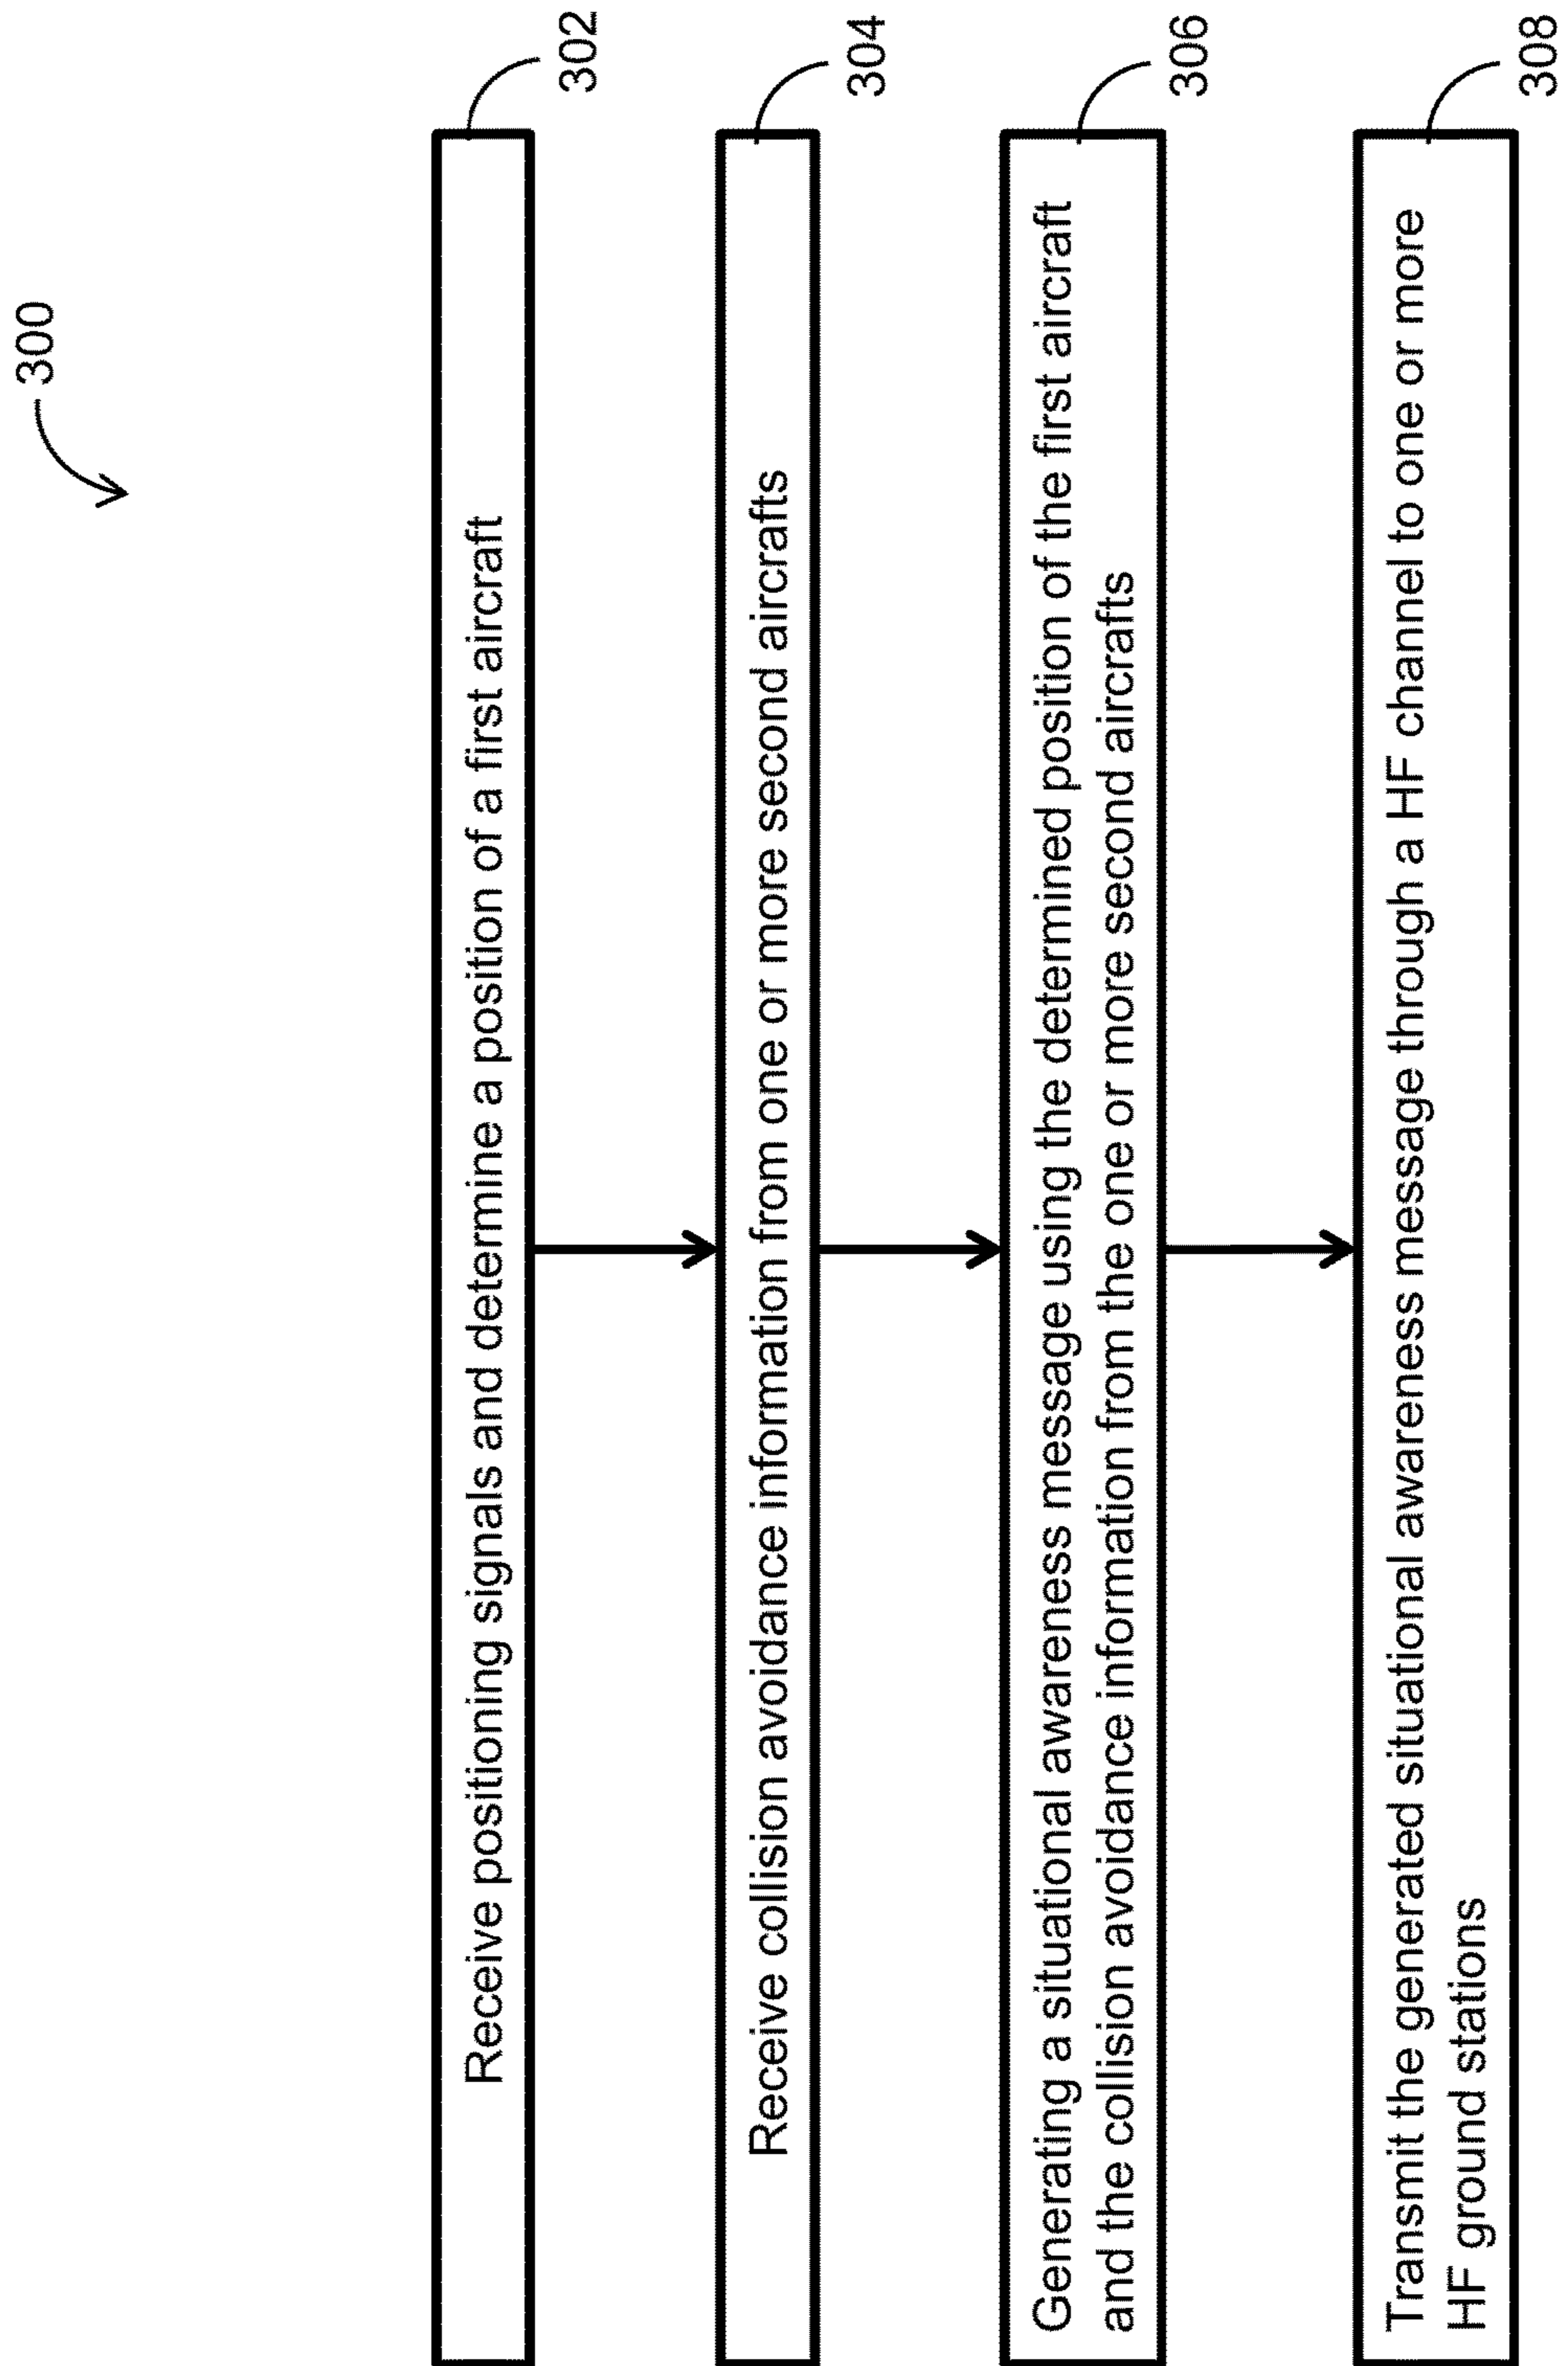 300
Receive positioning signals and determine a position of a first aircraft
302
Receive collision avoidance information from one or more second aircrafts
304
Generating a situational awareness message using the determined position of the first aircraft
and the collision avoidance information from the one or more second aircrafts
306
Transmit the generated situational awareness message through a HF channel to one or more
HF ground stations
308